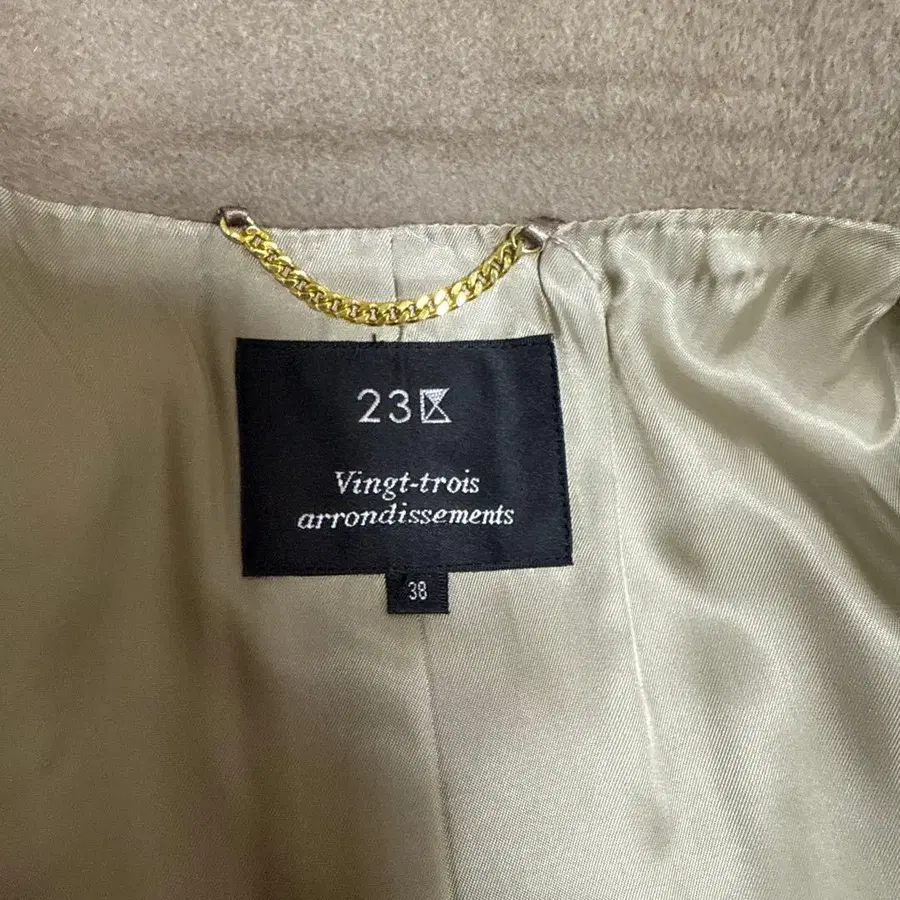 23区
Vingt-trois
arrondissements
38